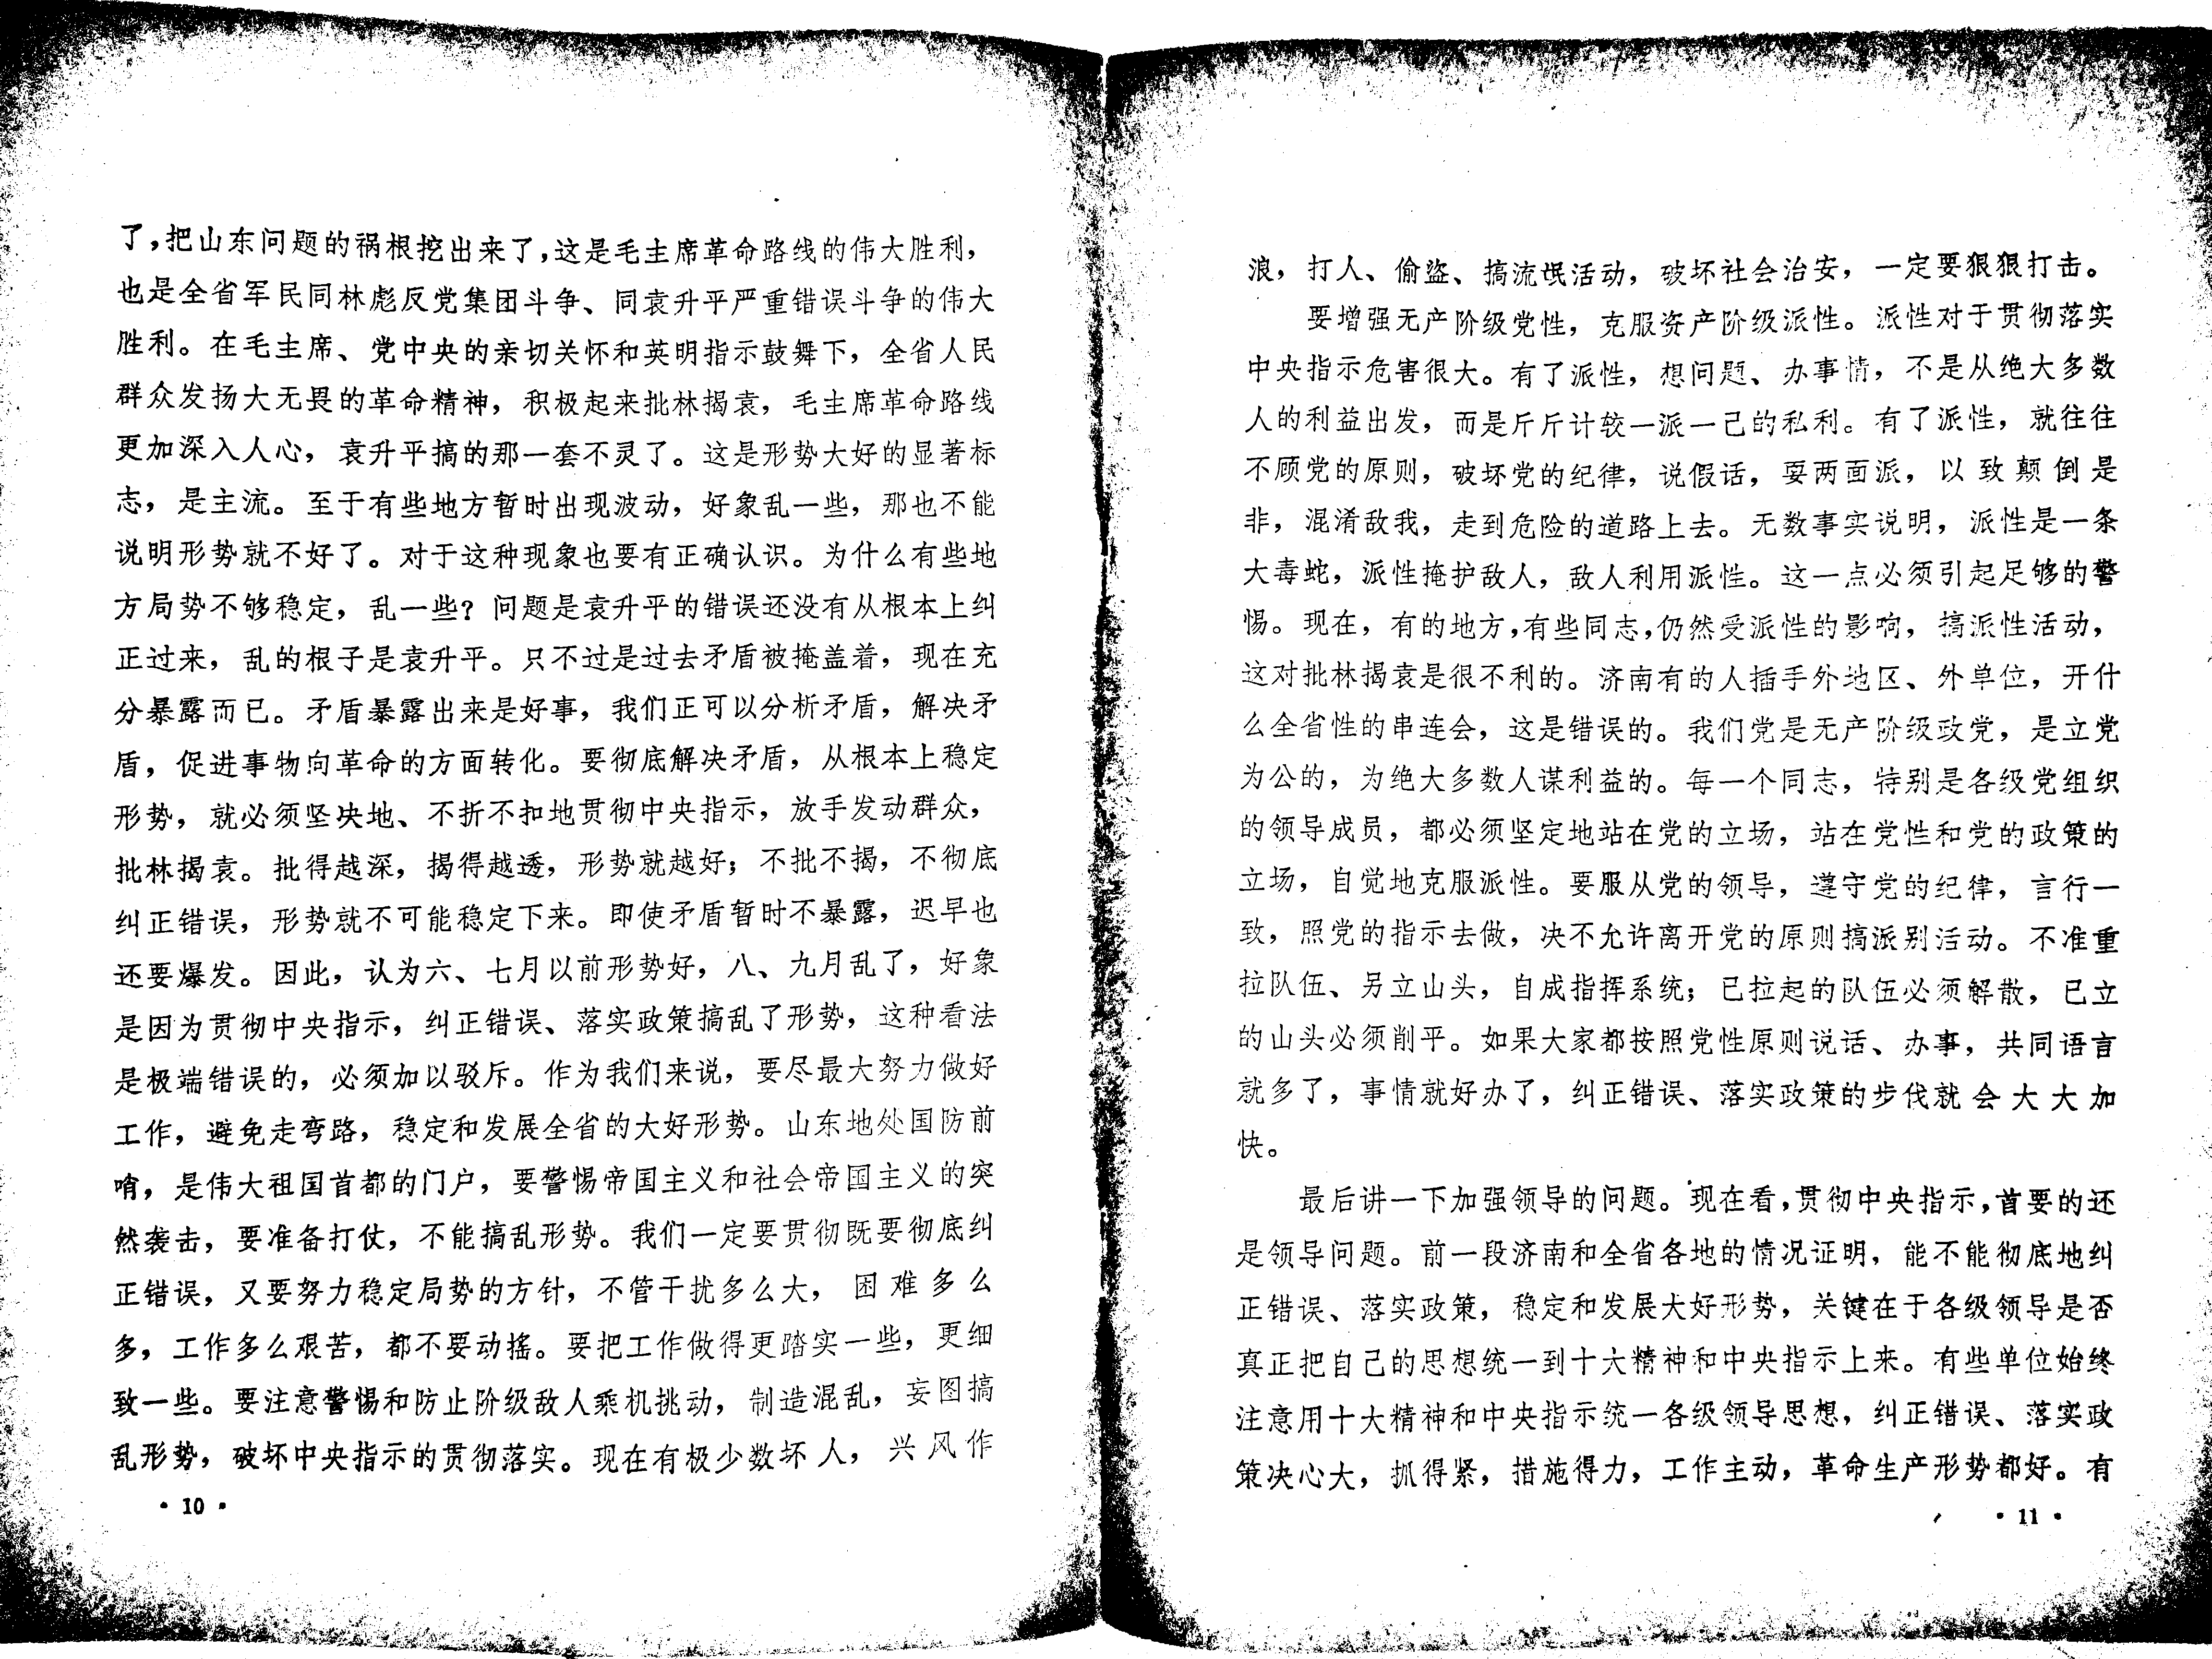 了，把山东问题的祸根挖出来了，这是毛主席革命路线的伟大胜利，
也是全省军民同林彪反党集团斗争、同袁升平严重错误斗争的伟大
胜利。在毛主席、党中央的亲切关怀和英明指示鼓舞下，全省人民
群众发扬大无畏的革命精神，积极起来批林揭袁，毛主席革命路线
更加深入人心，袁升平搞的那一套不灵了。这是形势大好的显著标
志，是主流。至于有些地方暂时出现波动，好象乱一些，那也不能
说明形势就不好了。对于这种现象也要有正确认识。为什么有些地
方局势不够稳定，乱一些？问题是袁升平的错误还没有从根本上纠
正过来，乱的根子是袁升平。只不过是过去矛盾被掩盖着，现在充
分暴露而已。矛盾暴露出来是好事，我们正可以分析矛盾，解决矛
盾，促进事物向革命的方面转化。要彻底解决矛盾，从根本上稳定
形势，就必须坚决地、不折不扣地贯彻中央指示，放手发动群众，
批林揭袁。批得越深，揭得越透，形势就越好；不批不揭，不彻底
纠正错误，形势就不可能稳定下来。即使矛盾暂时不暴露，迟早也
还要爆发。因此，认为六、七月以前形势好，八、九月乱了，好象
是因为贯彻中央指示，纠正错误、落实政策搞乱了形势，这种看法
是极端错误的，必须加以驳斥。作为我们来说，要尽最大努力做好
工作，避免走弯路，稳定和发展全省的大好形势。山东地处国防前
哨，是伟大祖国首都的门户，要警惕帝国主义和社会帝国主义的突
然袭击，要准备打仗，不能搞乱形势。我们一定要贯彻既要彻底纠
正错误，又要努力稳定局势的方针，不管干扰多么大，困难多么
多，工作多么艰苦，都不要动摇。要把工作做得更踏实一些，更细
致一些。要注意警惕和防止阶级敌人乘机挑动，制造混乱，妄图搞
乱形势，破坏中央指示的贯彻落实。现在有极少数坏人，兴风作
·10·
浪，打人、偷盗、搞流氓活动，破坏社会治安，一定要狠狠打击。
要增强无产阶级党性，克服资产阶级派性。派性对于贯彻落实
中央指示危害很大。有了派性，想问题、办事情，不是从绝大多数
人的利益出发，而是斤斤计较一派一己的私利。有了派性，就往往
不顾党的原则，破坏党的纪律，说假话，耍两面派，以致颠倒是
非，混淆敌我，走到危险的道路上去。无数事实说明，派性是一条
大毒蛇，派性掩护敌人，敌人利用派性。这一点必须引起足够的警
惕。现在，有的地方，有些同志，仍然受派性的影响，搞派性活动，
这对批林揭袁是很不利的。济南有的人插手外地区、外单位，开什
么全省性的串连会，这是错误的。我们党是无产阶级政党，是立党
为公的，为绝大多数人谋利益的。每一个同志，特别是各级党组织
的领导成员，都必须坚定地站在党的立场，站在党性和党的政策的
立场，自觉地克服派性。要服从党的领导，遵守党的纪律，言行一
致，照党的指示去做，决不允许离开党的原则搞派别活动。不准重
拉队伍、另立山头，自成指挥系统；已拉起的队伍必须解散，已立
的山头必须削平。如果大家都按照党性原则说话、办事，共同语言
就多了，事情就好办了，纠正错误、落实政策的步伐就会大大加
快。
最后讲一下加强领导的问题。现在看，贯彻中央指示，首要的还
是领导问题。前一段济南和全省各地的情况证明，能不能彻底地纠
正错误、落实政策，稳定和发展大好形势，关键在于各级领导是否
真正把自己的思想统一到十大精神和中央指示上来。有些单位始终
注意用十大精神和中央指示统一各级领导思想，纠正错误、落实政
策决心大，抓得紧，措施得力，工作主动，革命生产形势都好。有
·11·